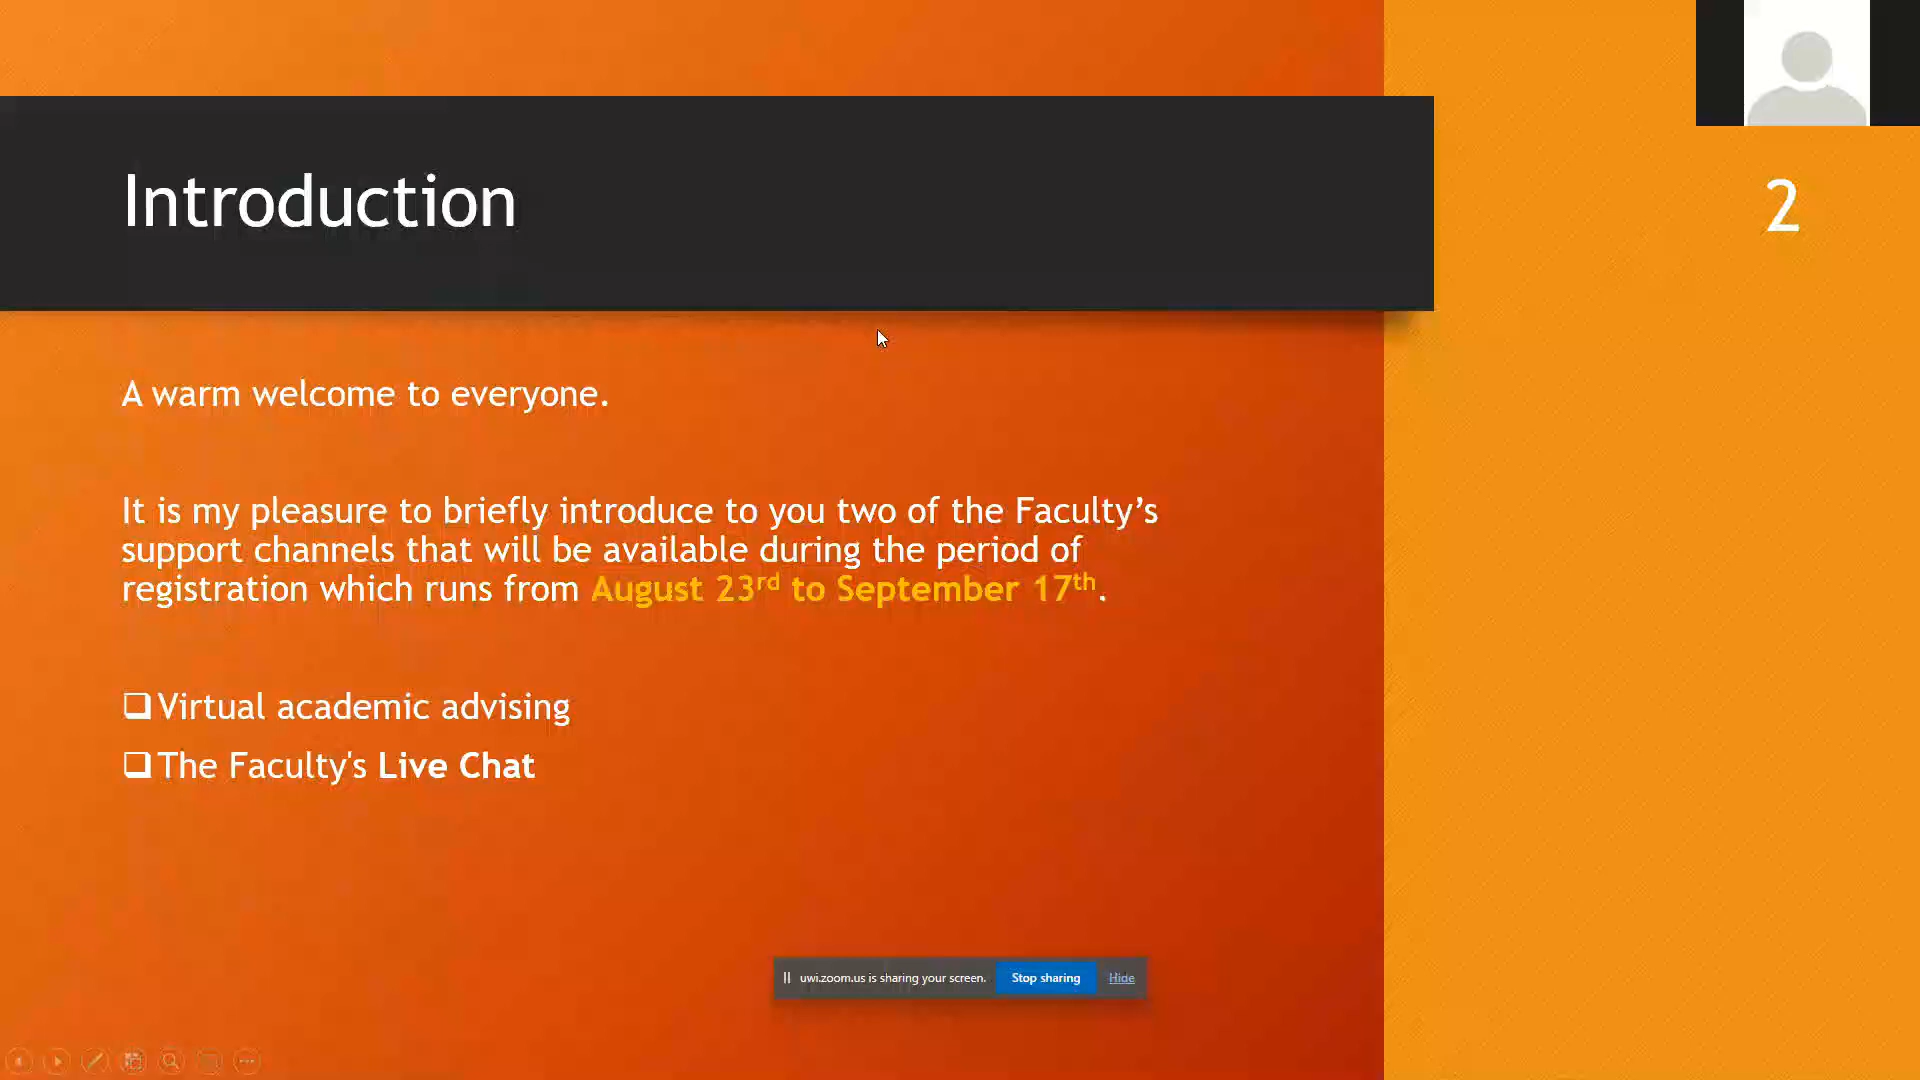 Introduction
2
A warm welcome to everyone.
It is my pleasure to briefly introduce to you two of the Faculty’s
support channels that will be available during the period of
registration which runs from August 23rd to September 17th.
❑Virtual academic advising
❑The Faculty's Live Chat
uwi.zoom.us is sharing your screen. Stop sharing Hide